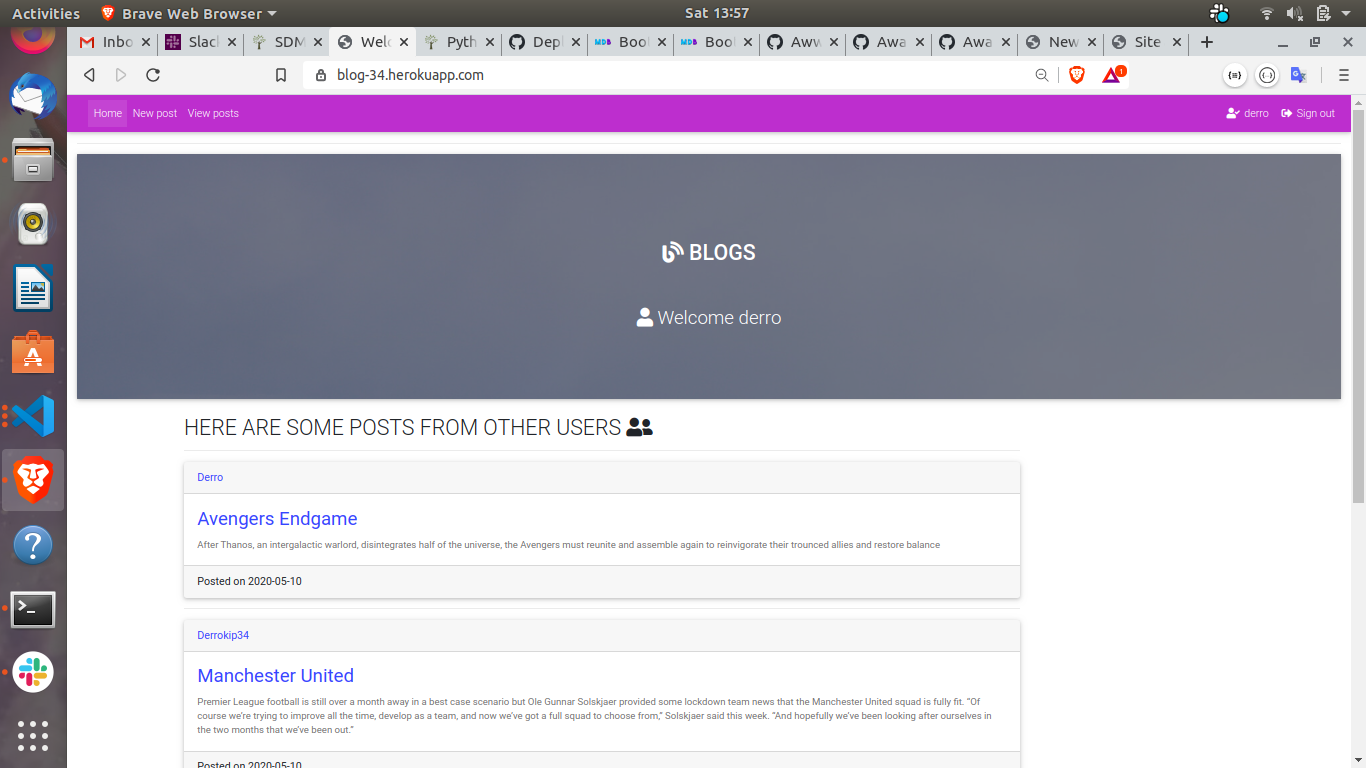 Activities Brave Web Browser Sat 13:57
Inbo Slac SDM Welc Pyth Depl Boot Boot Aww Awa Awa New Site
blog-34.herokuapp.com 1
Home New post View posts derro Sign out
BLOGS
Welcome derro
HERE ARE SOME POSTS FROM OTHER USERS
Derro
Avengers Endgame
After Thanos, an intergalactic warlord, disintegrates half of the universe, the Avengers must reunite and assemble again to reinvigorate their trounced allies and restore balance
Posted on 2020-05-10
Derrokip34
Manchester United
Premier League football is still over a month away in a best case scenario but Ole Gunnar Solskjaer provided some lockdown team news that the Manchester United squad is fully fit. “Of
course we’re trying to improve all the time, develop as a team, and now we’ve got a full squad to choose from,” Solskjaer said this week. “And hopefully we’ve been looking after ourselves in
the two months that we’ve been out.”
Posted on 2020-05-10